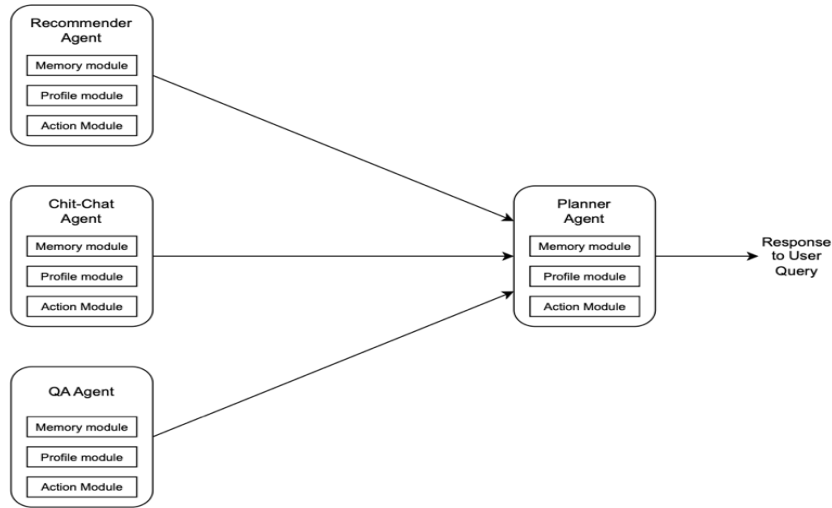 Recommender
Agent
Memory module
Profile module
Action Module
Chit-Chat
Agent
Memory module
Profile module
Action Module
QA Agent
Memory module
Profile module
Action Module
Planner
Agent
Memory module
Profile module
Action Module
Response
to User
Query